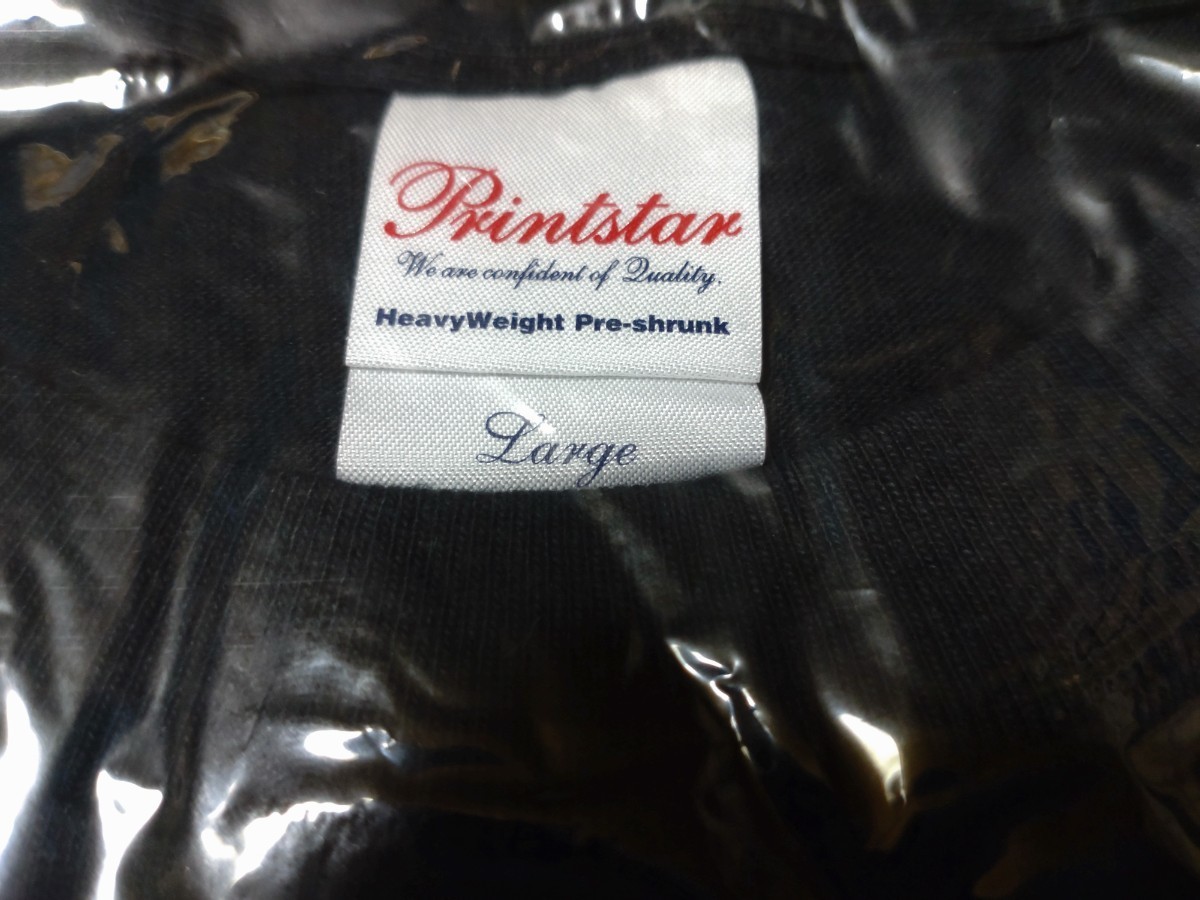 Printstar
We are confident of Quality.
HeavyWeight Pre-shrunk
Large